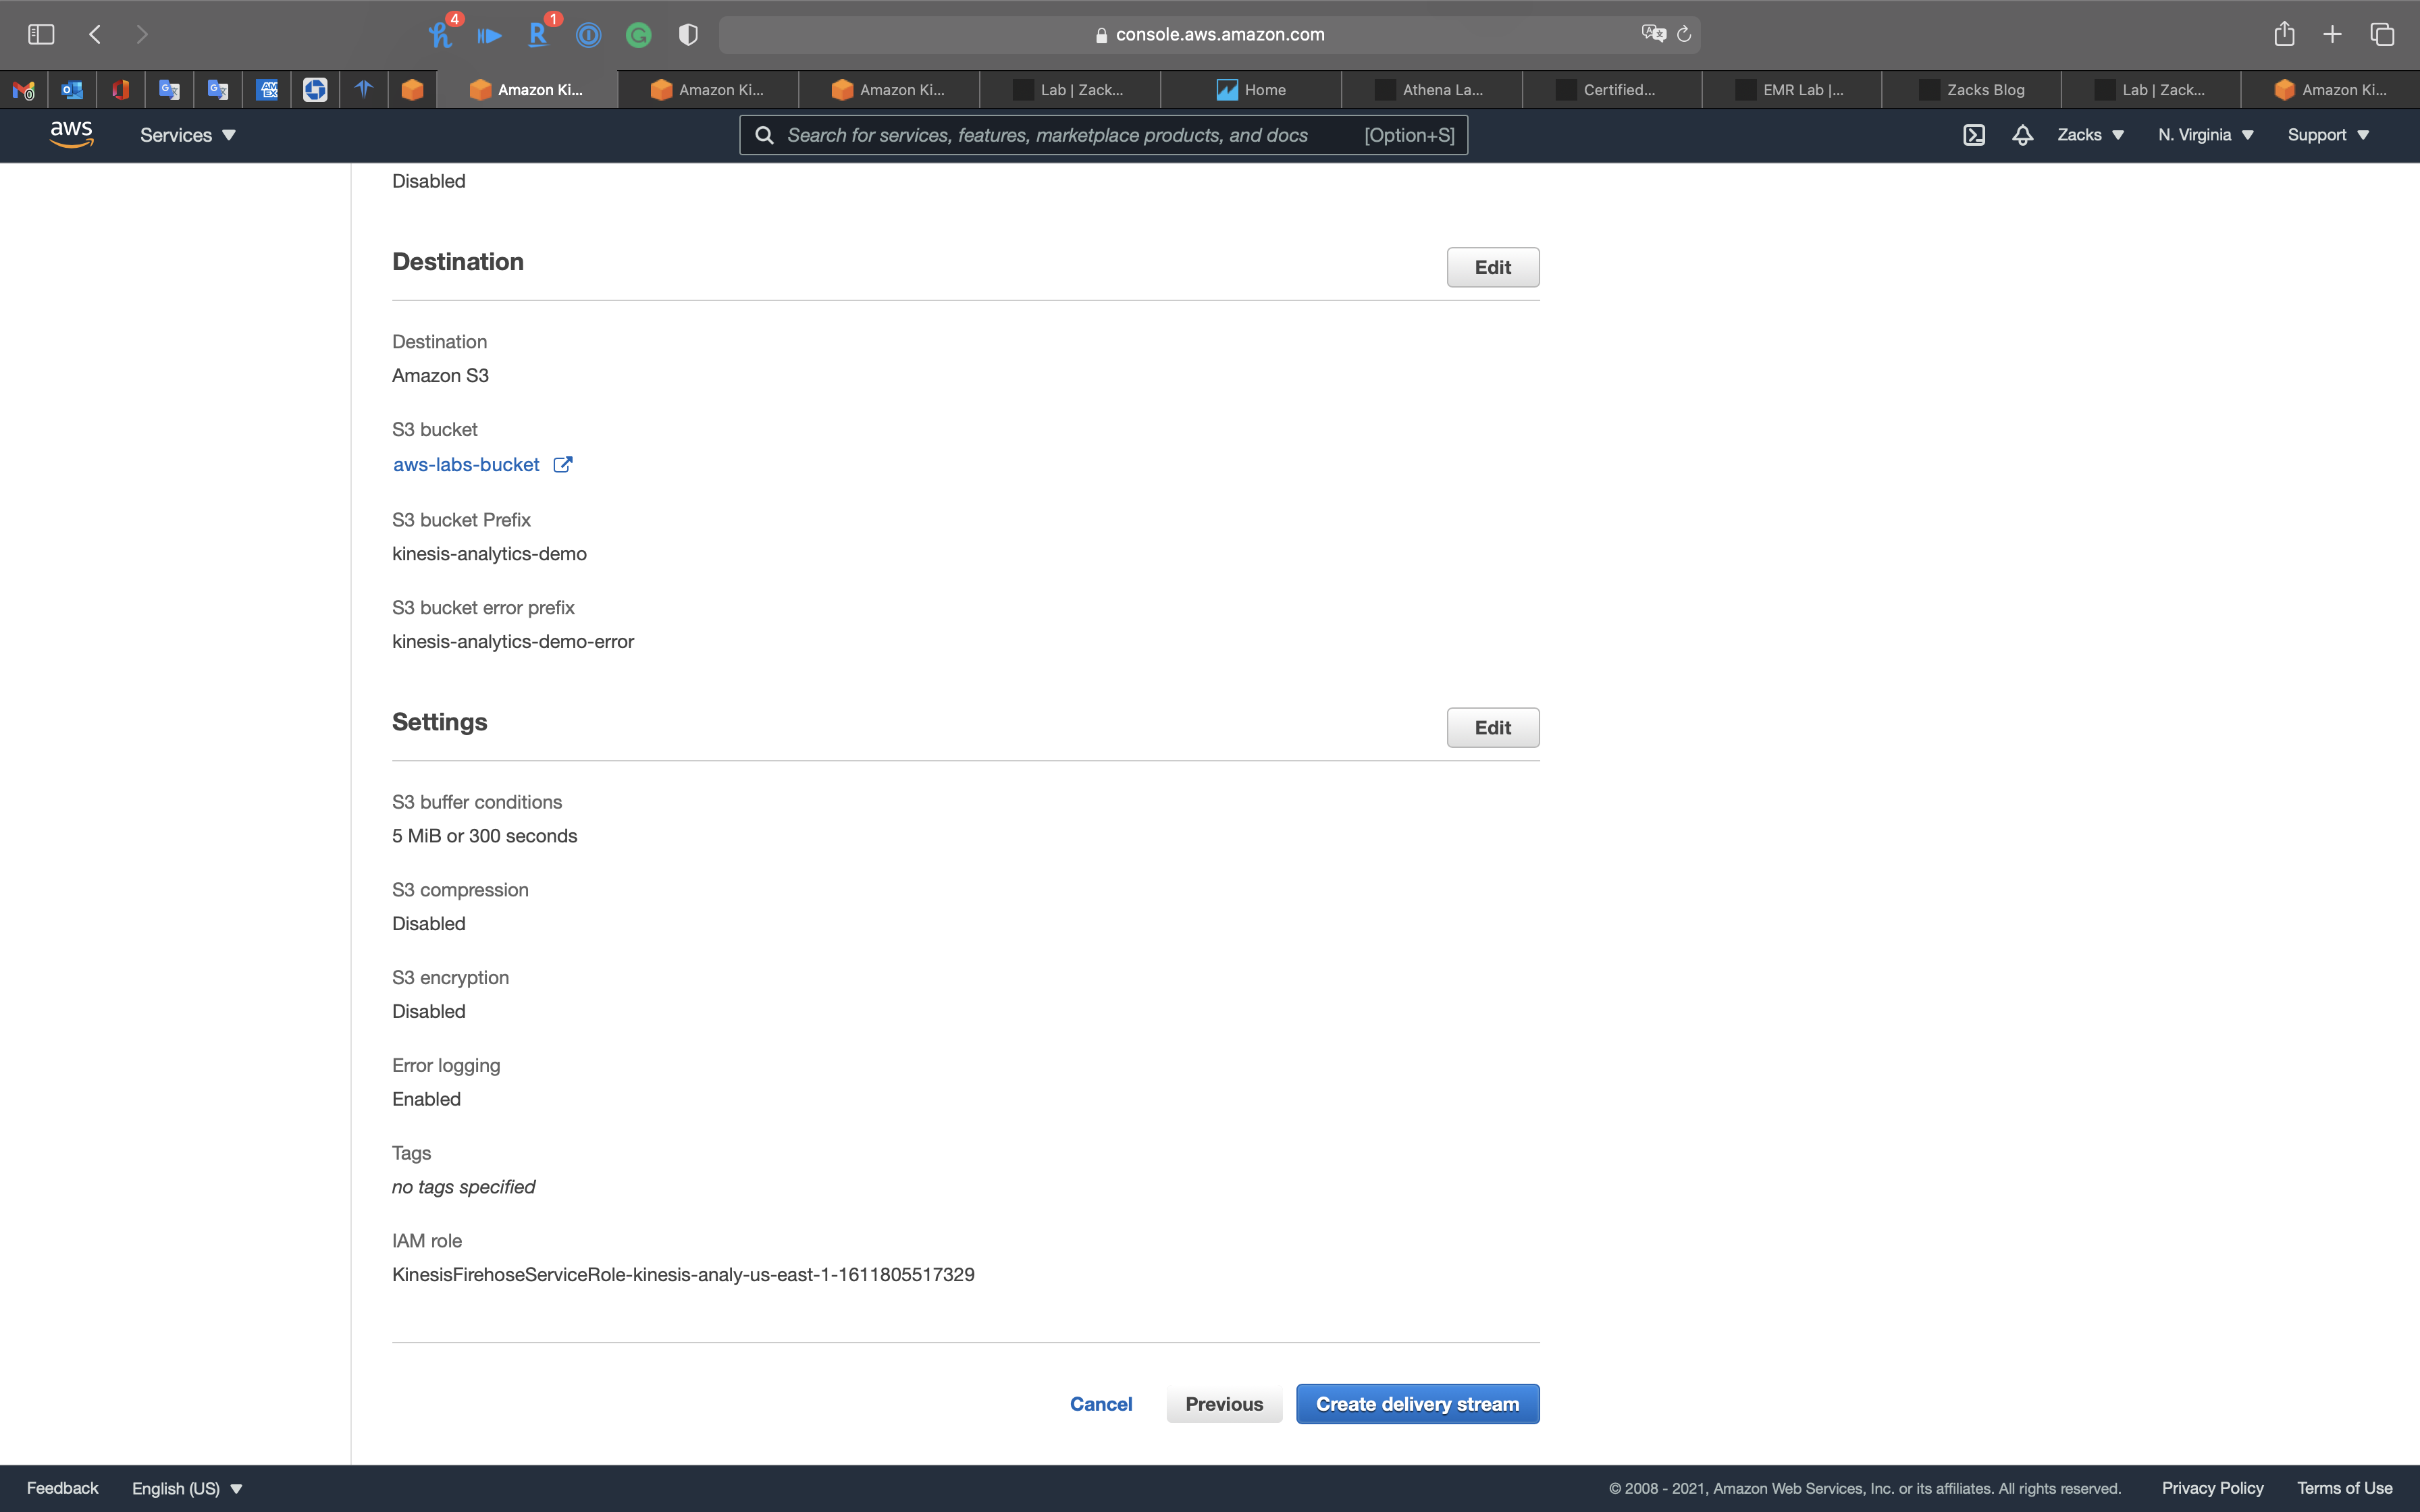 4
1
console.aws.amazon.com
Amazon Ki...
Amazon Ki...
Amazon Ki...
Lab | Zack...
Home
Athena La...
Certified...
EMR Lab |...
Zacks Blog
Lab | Zack...
Amazon Ki...
aws
Services
Search for services, features, marketplace products, and docs
[Option+S]
Zacks
N. Virginia
Support
Disabled
Destination
Edit
Destination
Amazon S3
S3 bucket
aws-labs-bucket
S3 bucket Prefix
kinesis-analytics-demo
S3 bucket error prefix
kinesis-analytics-demo-error
Settings
Edit
S3 buffer conditions
5 MiB or 300 seconds
S3 compression
Disabled
S3 encryption
Disabled
Error logging
Enabled
Tags
no tags specified
IAM role
KinesisFirehoseServiceRole-kinesis-analy-us-east-1-1611805517329
Cancel
Previous
Create delivery stream
Feedback
English (US)
© 2008 - 2021, Amazon Web Services, Inc. or its affiliates. All rights reserved.
Privacy Policy
Terms of Use